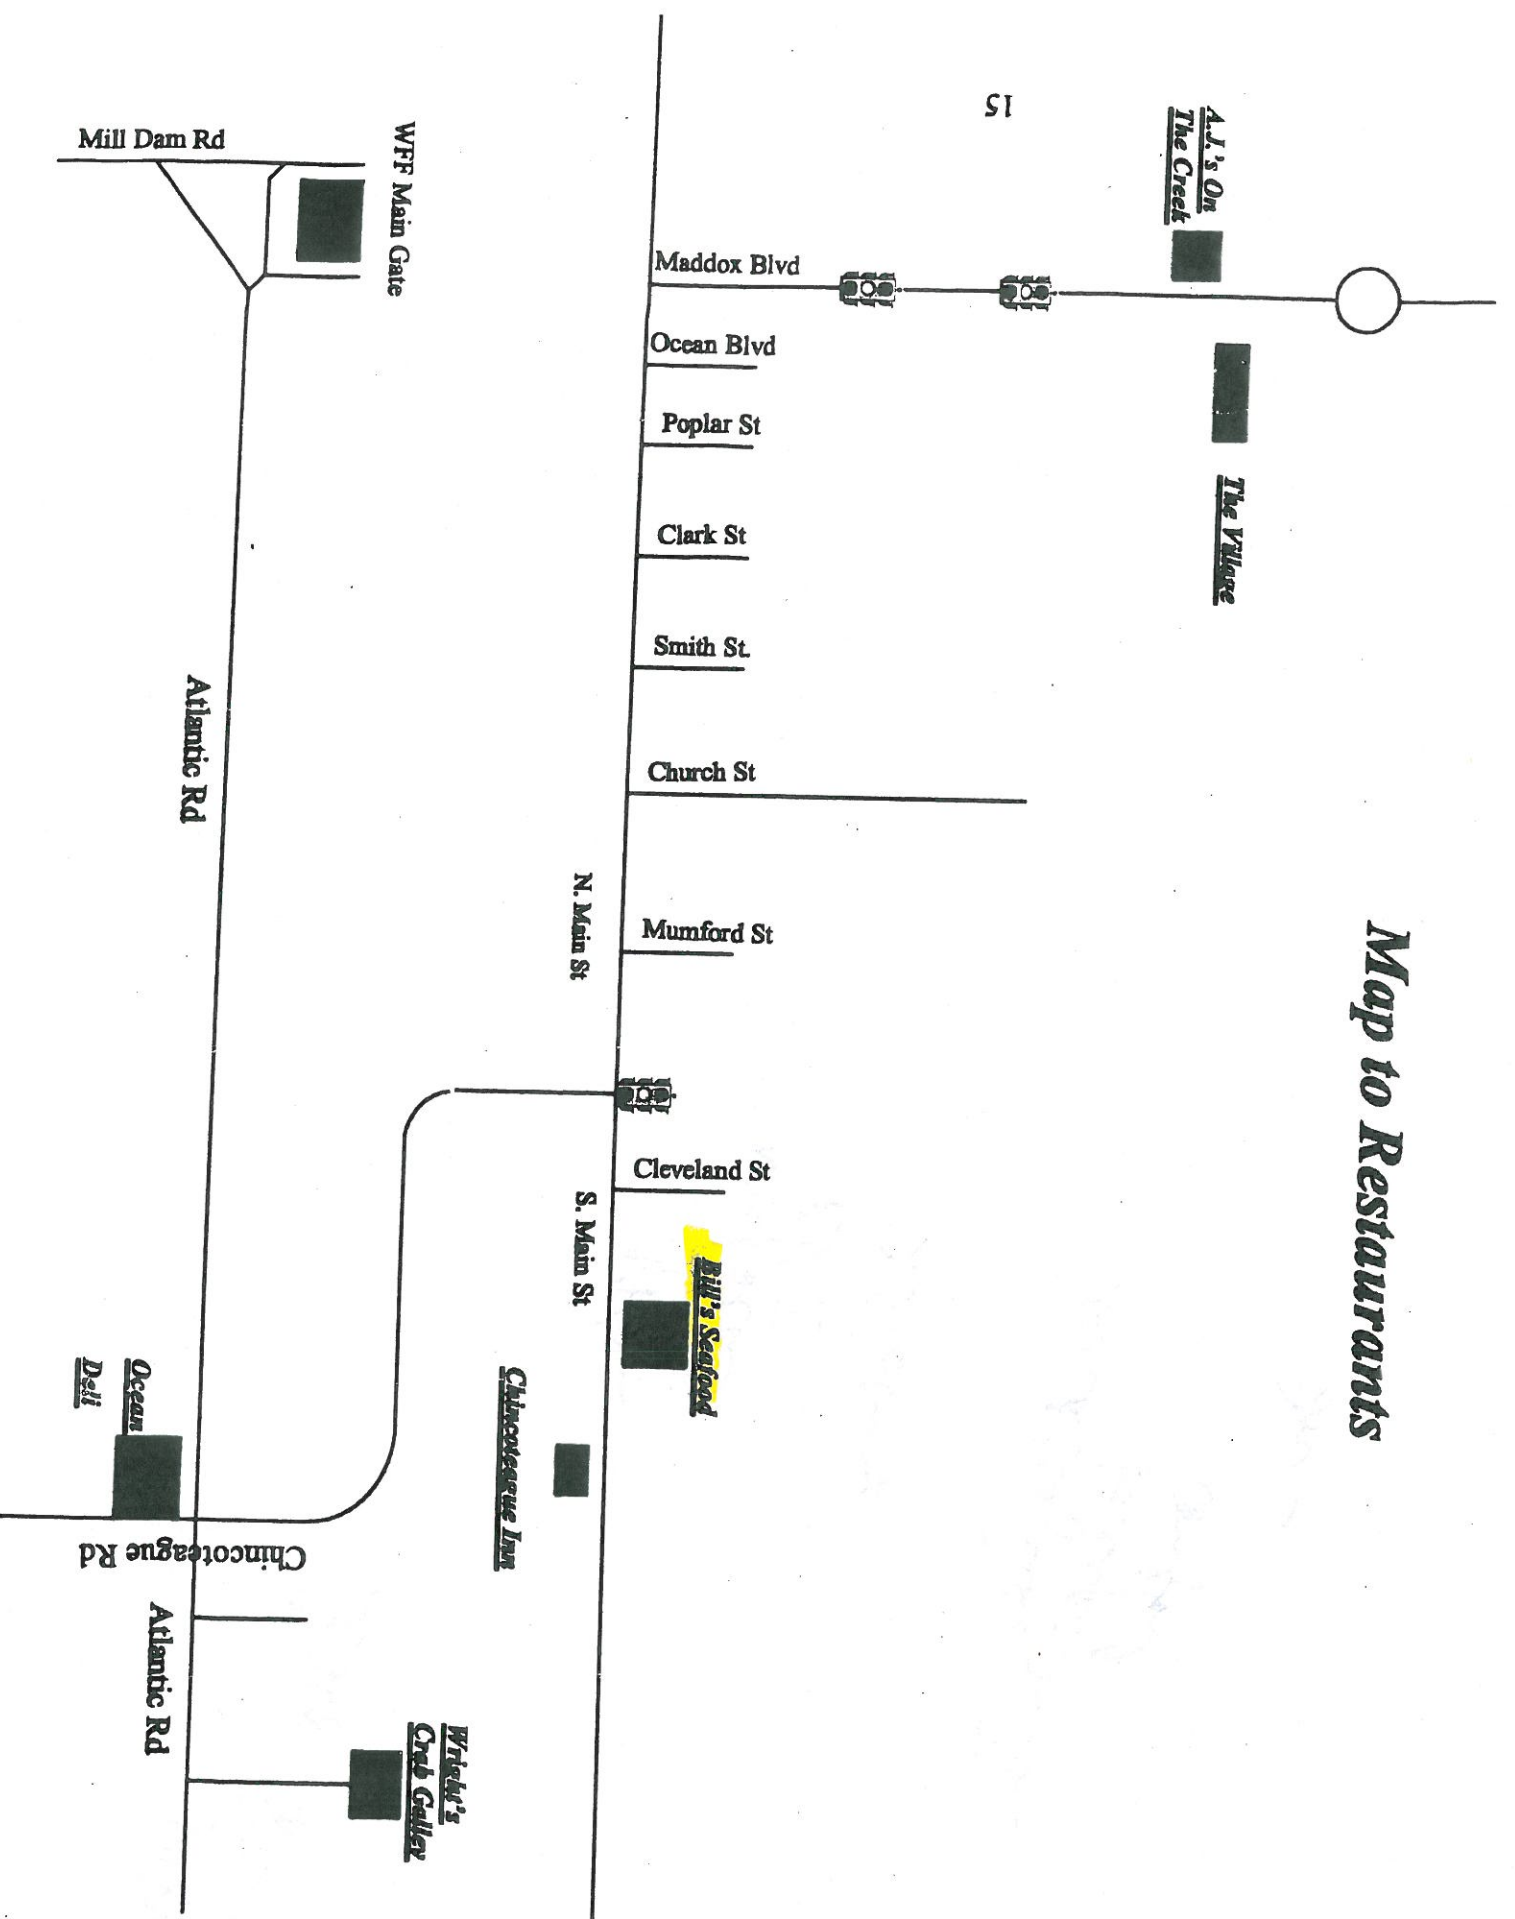 Map to Restaurants
15
A.J.'s On
The Creek
The Village
Maddox Blvd
Ocean Blvd
Poplar St
Clark St
Smith St.
Church St
Mumford St
Cleveland St
N. Main St
S. Main St
Bill's Seafood
Chincoteague Inn
WFF Main Gate
Mill Dam Rd
Atlantic Rd
Ocean
Deli
Chincoteague Rd
Atlantic Rd
Wright's
Crab Galley